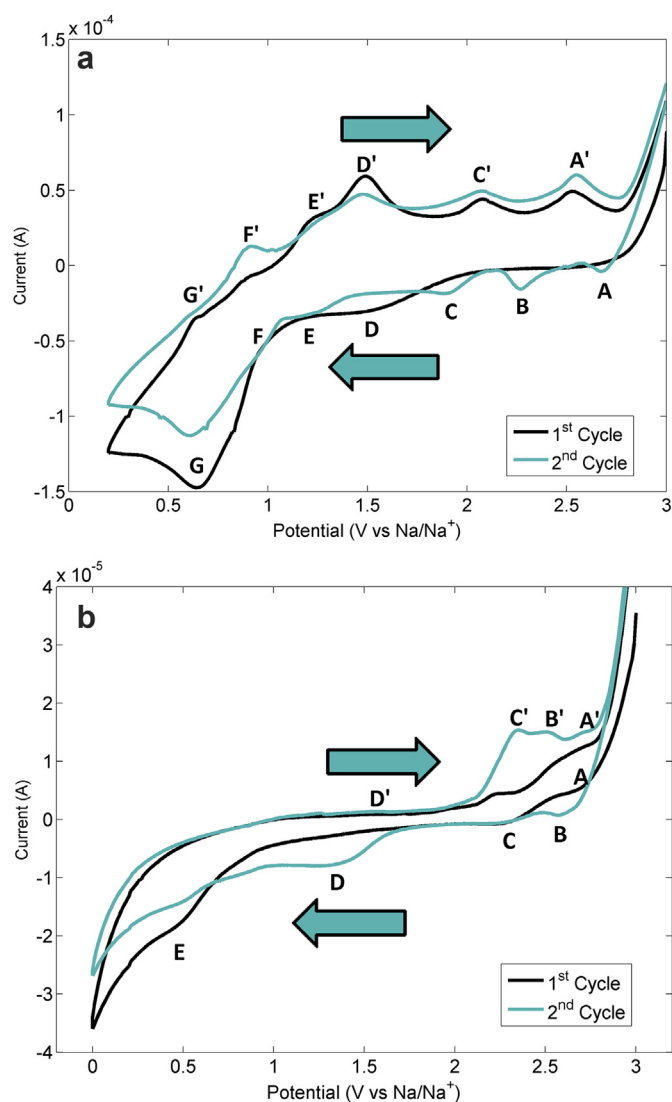 x 10⁻⁴
a
1.5
1
0.5
0
-0.5
-1
-1.5
Current (A)
D'
C'
A'
E'
F'
G'
A
B
C
D
E
F
G
1st Cycle
2nd Cycle
0 0.5 1 1.5 2 2.5 3
Potential (V vs Na/Na⁺)
x 10⁻⁵
b
4
3
2
1
0
-1
-2
-3
-4
Current (A)
C' B' A'
D'
A
C B
D
E
1st Cycle
2nd Cycle
0 0.5 1 1.5 2 2.5 3
Potential (V vs Na/Na⁺)